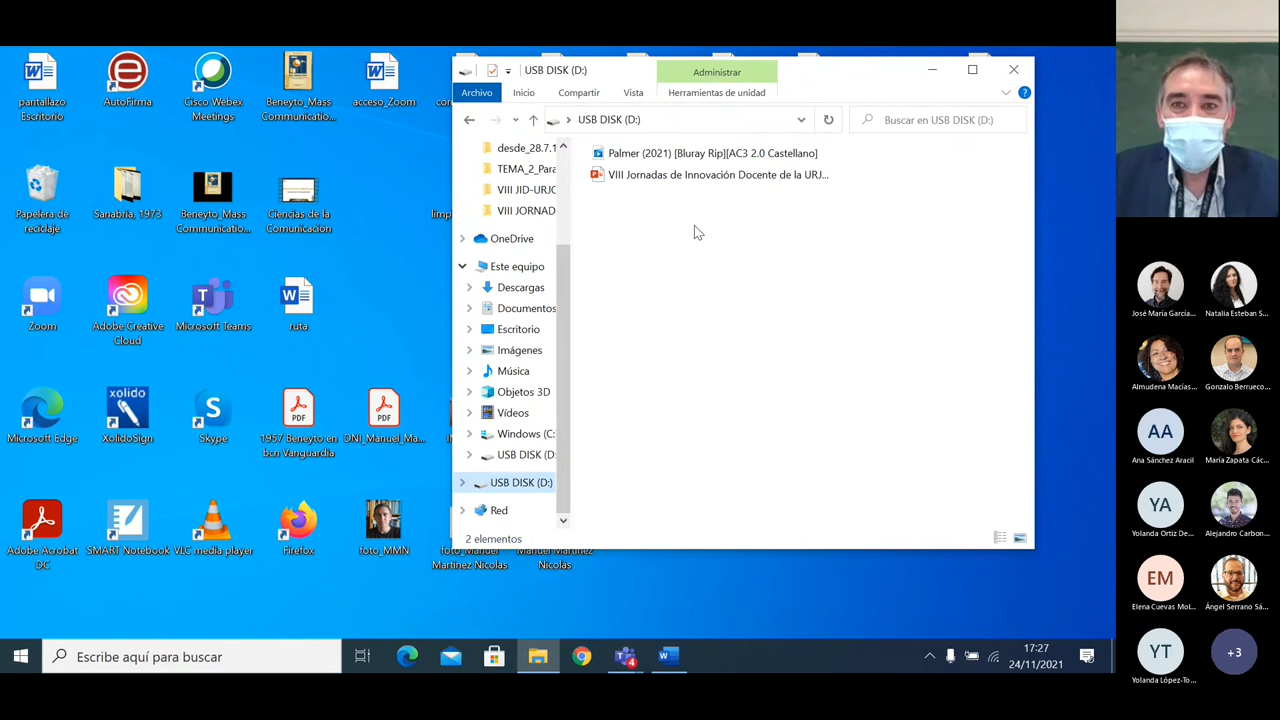 pantallazo
Escritorio
AutoFirma
Cisco Webex
Meetings
Beneyto_Mass
Communicatio...
acceso_Zoom
Papelera de
reciclaje
Sanabria, 1973
Beneyto_Mass
Communicatio...
Ciencias de la
Comunicación
Zoom
Adobe Creative
Cloud
Microsoft Teams
ruta
Microsoft Edge
XolidoSign
Skype
1957 Beneyto en
bcn Vanguardia
DNI_Manuel_Ma...
Adobe Acrobat
DC
SMART Notebook
VLC media player
Firefox
foto_MMN
foto_Manuel
Martinez Nicolas
Manuel Martinez
Nicolas
xolido
PDF
PDF
USB DISK (D:)
Administrar
Archivo
Inicio
Compartir
Vista
Herramientas de unidad
USB DISK (D:)
Buscar en USB DISK (D:)
desde_28.7.1
TEMA_2_Para
VIII JID-URJC
VIII JORNAD
OneDrive
Este equipo
Descargas
Documentos
Escritorio
Imágenes
Música
Objetos 3D
Vídeos
Windows (C:
USB DISK (D:
USB DISK (D:)
Red
2 elementos
Palmer (2021) [Bluray Rip][AC3 2.0 Castellano]
VIII Jornadas de Innovación Docente de la URJ...
Escribe aquí para buscar
4
17:27
24/11/2021
José María García...
Natalia Esteban S...
Almudena Macías...
Gonzalo Berrueco...
AA
Ana Sánchez Aracil
María Zapata Các...
YA
Yolanda Ortiz De...
Alejandro Carbon...
EM
Elena Cuevas Mol...
Ángel Serrano Sá...
YT
Yolanda López-To...
+3